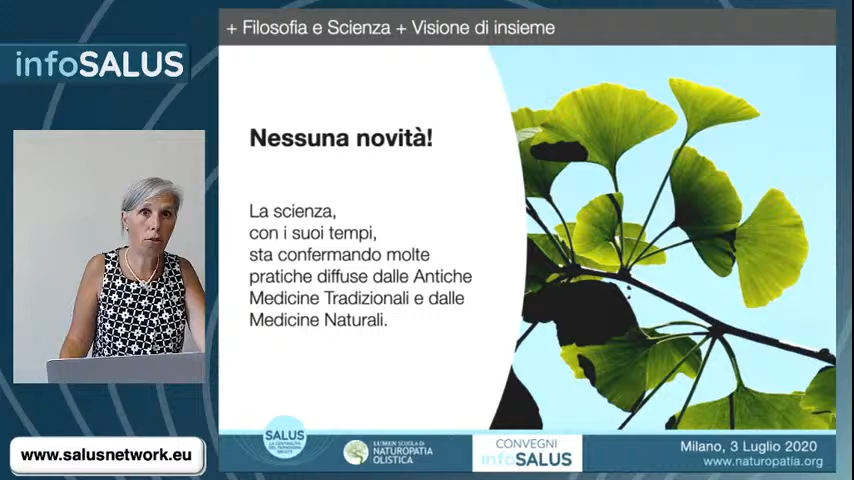 + Filosofia e Scienza + Visione di insieme
infoSALUS
Nessuna novità!
La scienza,
con i suoi tempi,
sta confermando molte
pratiche diffuse dalle Antiche
Medicine Tradizionali e dalle
Medicine Naturali.
www.salusnetwork.eu
SALUS
LUMEN SCUOLA DI
NATUROPATIA
OLISTICA
CONVEGNI
infoSALUS
Milano, 3 Luglio 2020
www.naturopatia.org